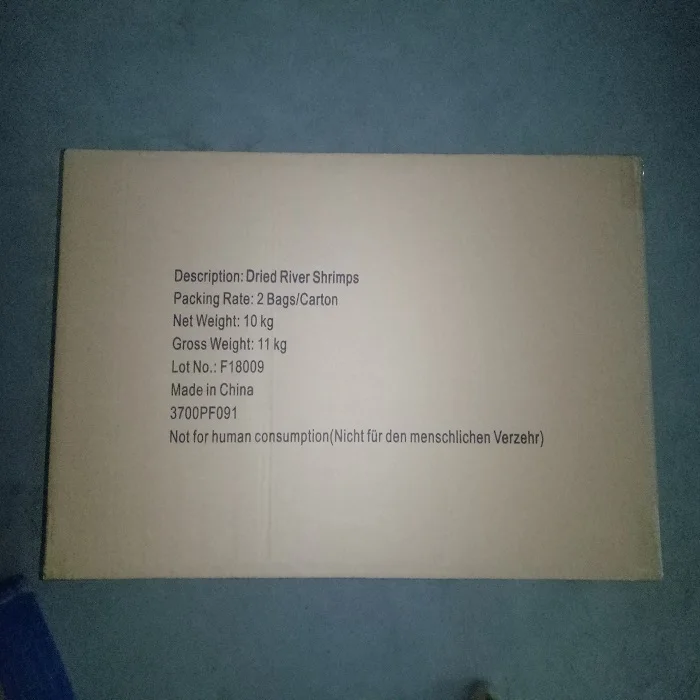 Description: Dried River Shrimps
Packing Rate: 2 Bags/Carton
Net Weight: 10 kg
Gross Weight: 11 kg
Lot No.: F18009
Made in China
3700PF091
Not for human consumption(Nicht für den menschlichen Verzehr)